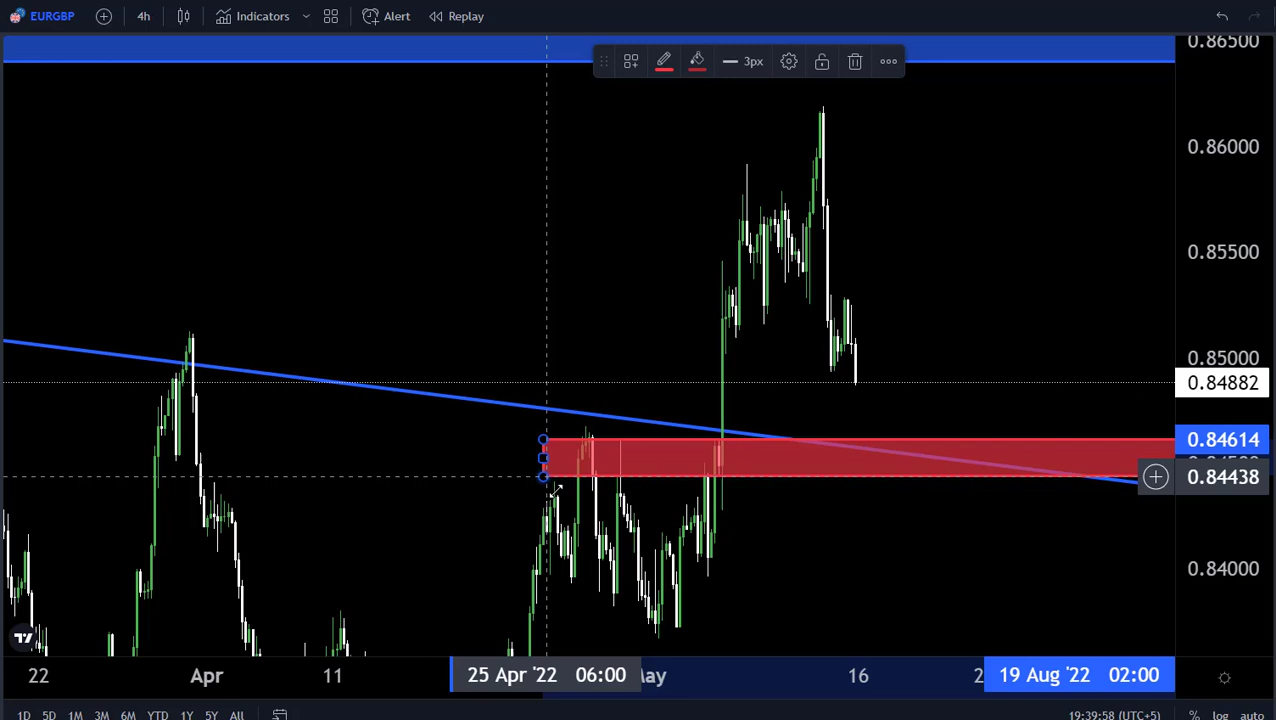 EURGBP 4h Indicators Alert Replay
0.86500
3px
0.86000
0.85500
0.85000
0.84882
0.84614
0.84438
0.84000
22 Apr 11 25 Apr '22 06:00 May 16 19 Aug '22 02:00
1D 5D 1M 3M 6M YTD 1Y 5Y All 19:39:58 (UTC+5) % log auto